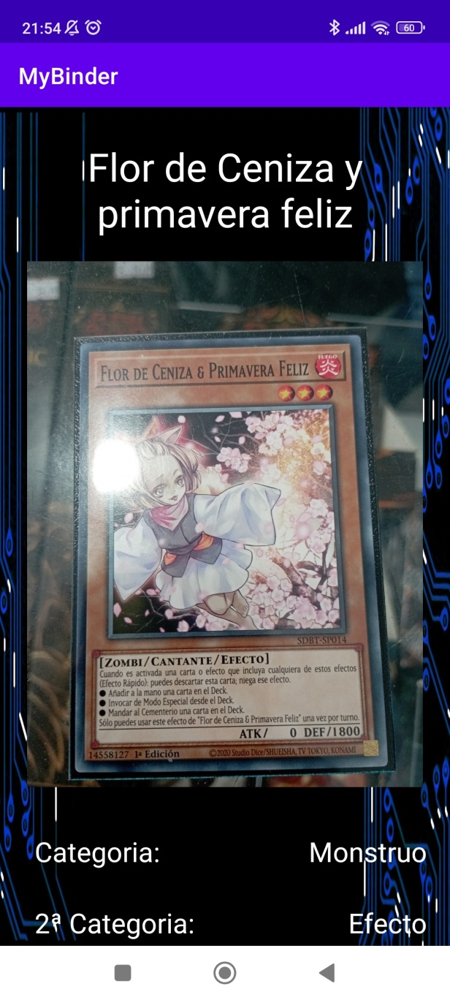 21:54
60
MyBinder
Flor de Ceniza y
primavera feliz
FLOR DE CENIZA & PRIMAVERA FELIZ
FUEGO
炎
SDBT-SP014
[ZOMBI/CANTANTE/EFECTO]
Cuando es activada una carta o efecto que incluya cualquiera de estos efectos
(Efecto Rápido): puedes descartar esta carta; niega ese efecto.
● Añadir a la mano una carta en el Deck.
● Invocar de Modo Especial desde el Deck.
● Mandar al Cementerio una carta en el Deck.
Sólo puedes usar este efecto de "Flor de Ceniza & Primavera Feliz" una vez por turno.
ATK/ 0 DEF/1800
14558127 1ª Edición ©2020 Studio Dice/SHUEISHA, TV TOKYO, KONAMI
Categoria: Monstruo
2ª Categoria: Efecto